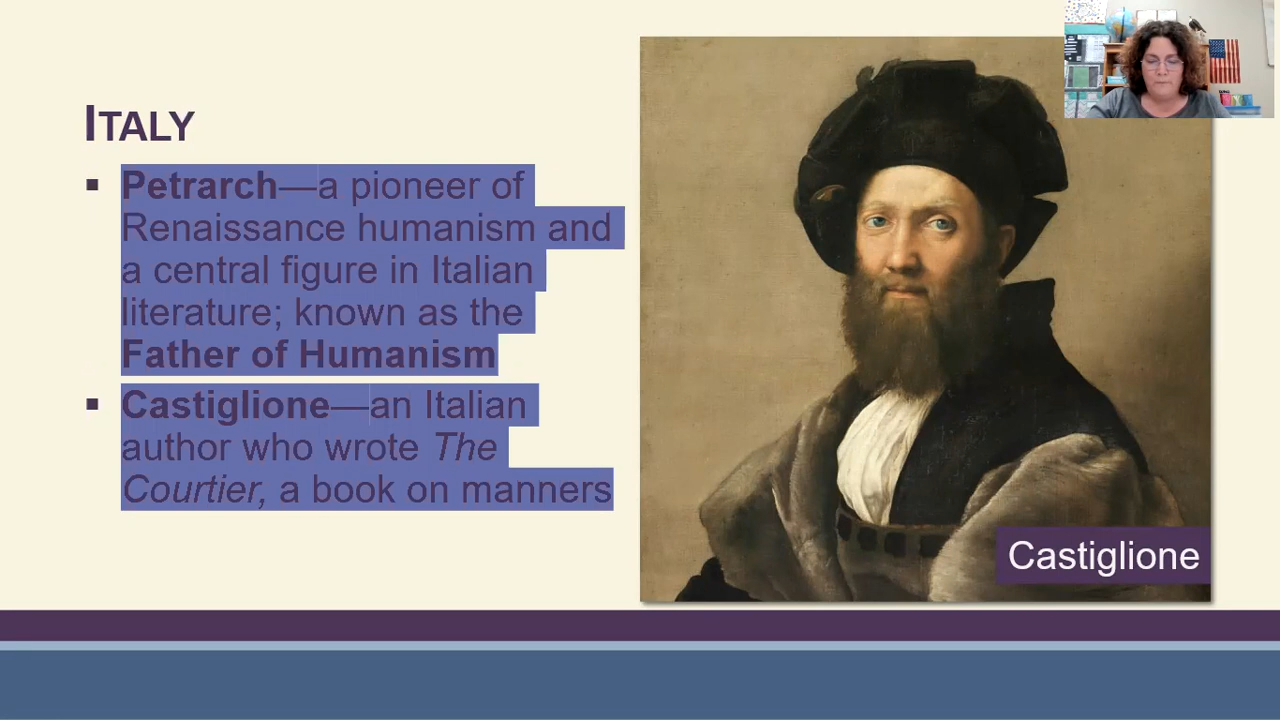 ITALY
▪ Petrarch—a pioneer of
Renaissance humanism and
a central figure in Italian
literature; known as the
Father of Humanism
▪ Castiglione—an Italian
author who wrote The
Courtier, a book on manners
Castiglione